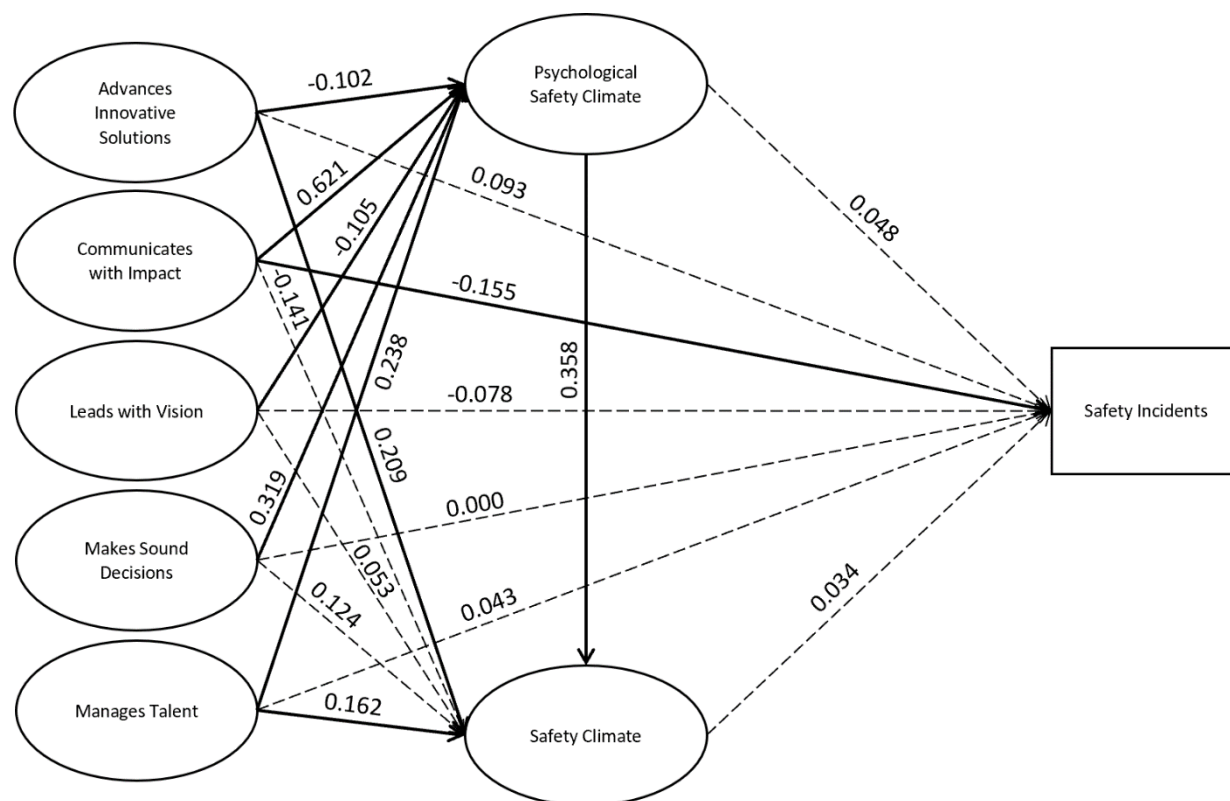 Advances
Innovative
Solutions
Communicates
with Impact
Leads with Vision
Makes Sound
Decisions
Manages Talent
Psychological
Safety Climate
Safety Climate
Safety Incidents
-0.102
0.621
-0.105
0.319
0.238
-0.141
0.209
0.053
0.124
0.162
0.358
0.093
-0.155
-0.078
0.000
0.043
0.048
0.034